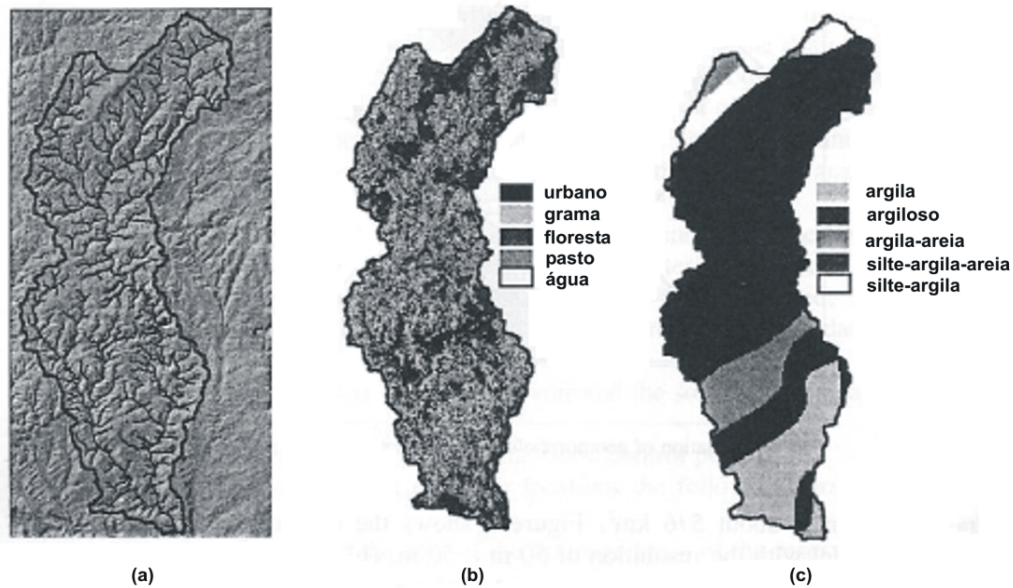 urbano
grama
floresta
pasto
água
argila
argiloso
argila-areia
silte-argila-areia
silte-argila
(a)
(b)
(c)